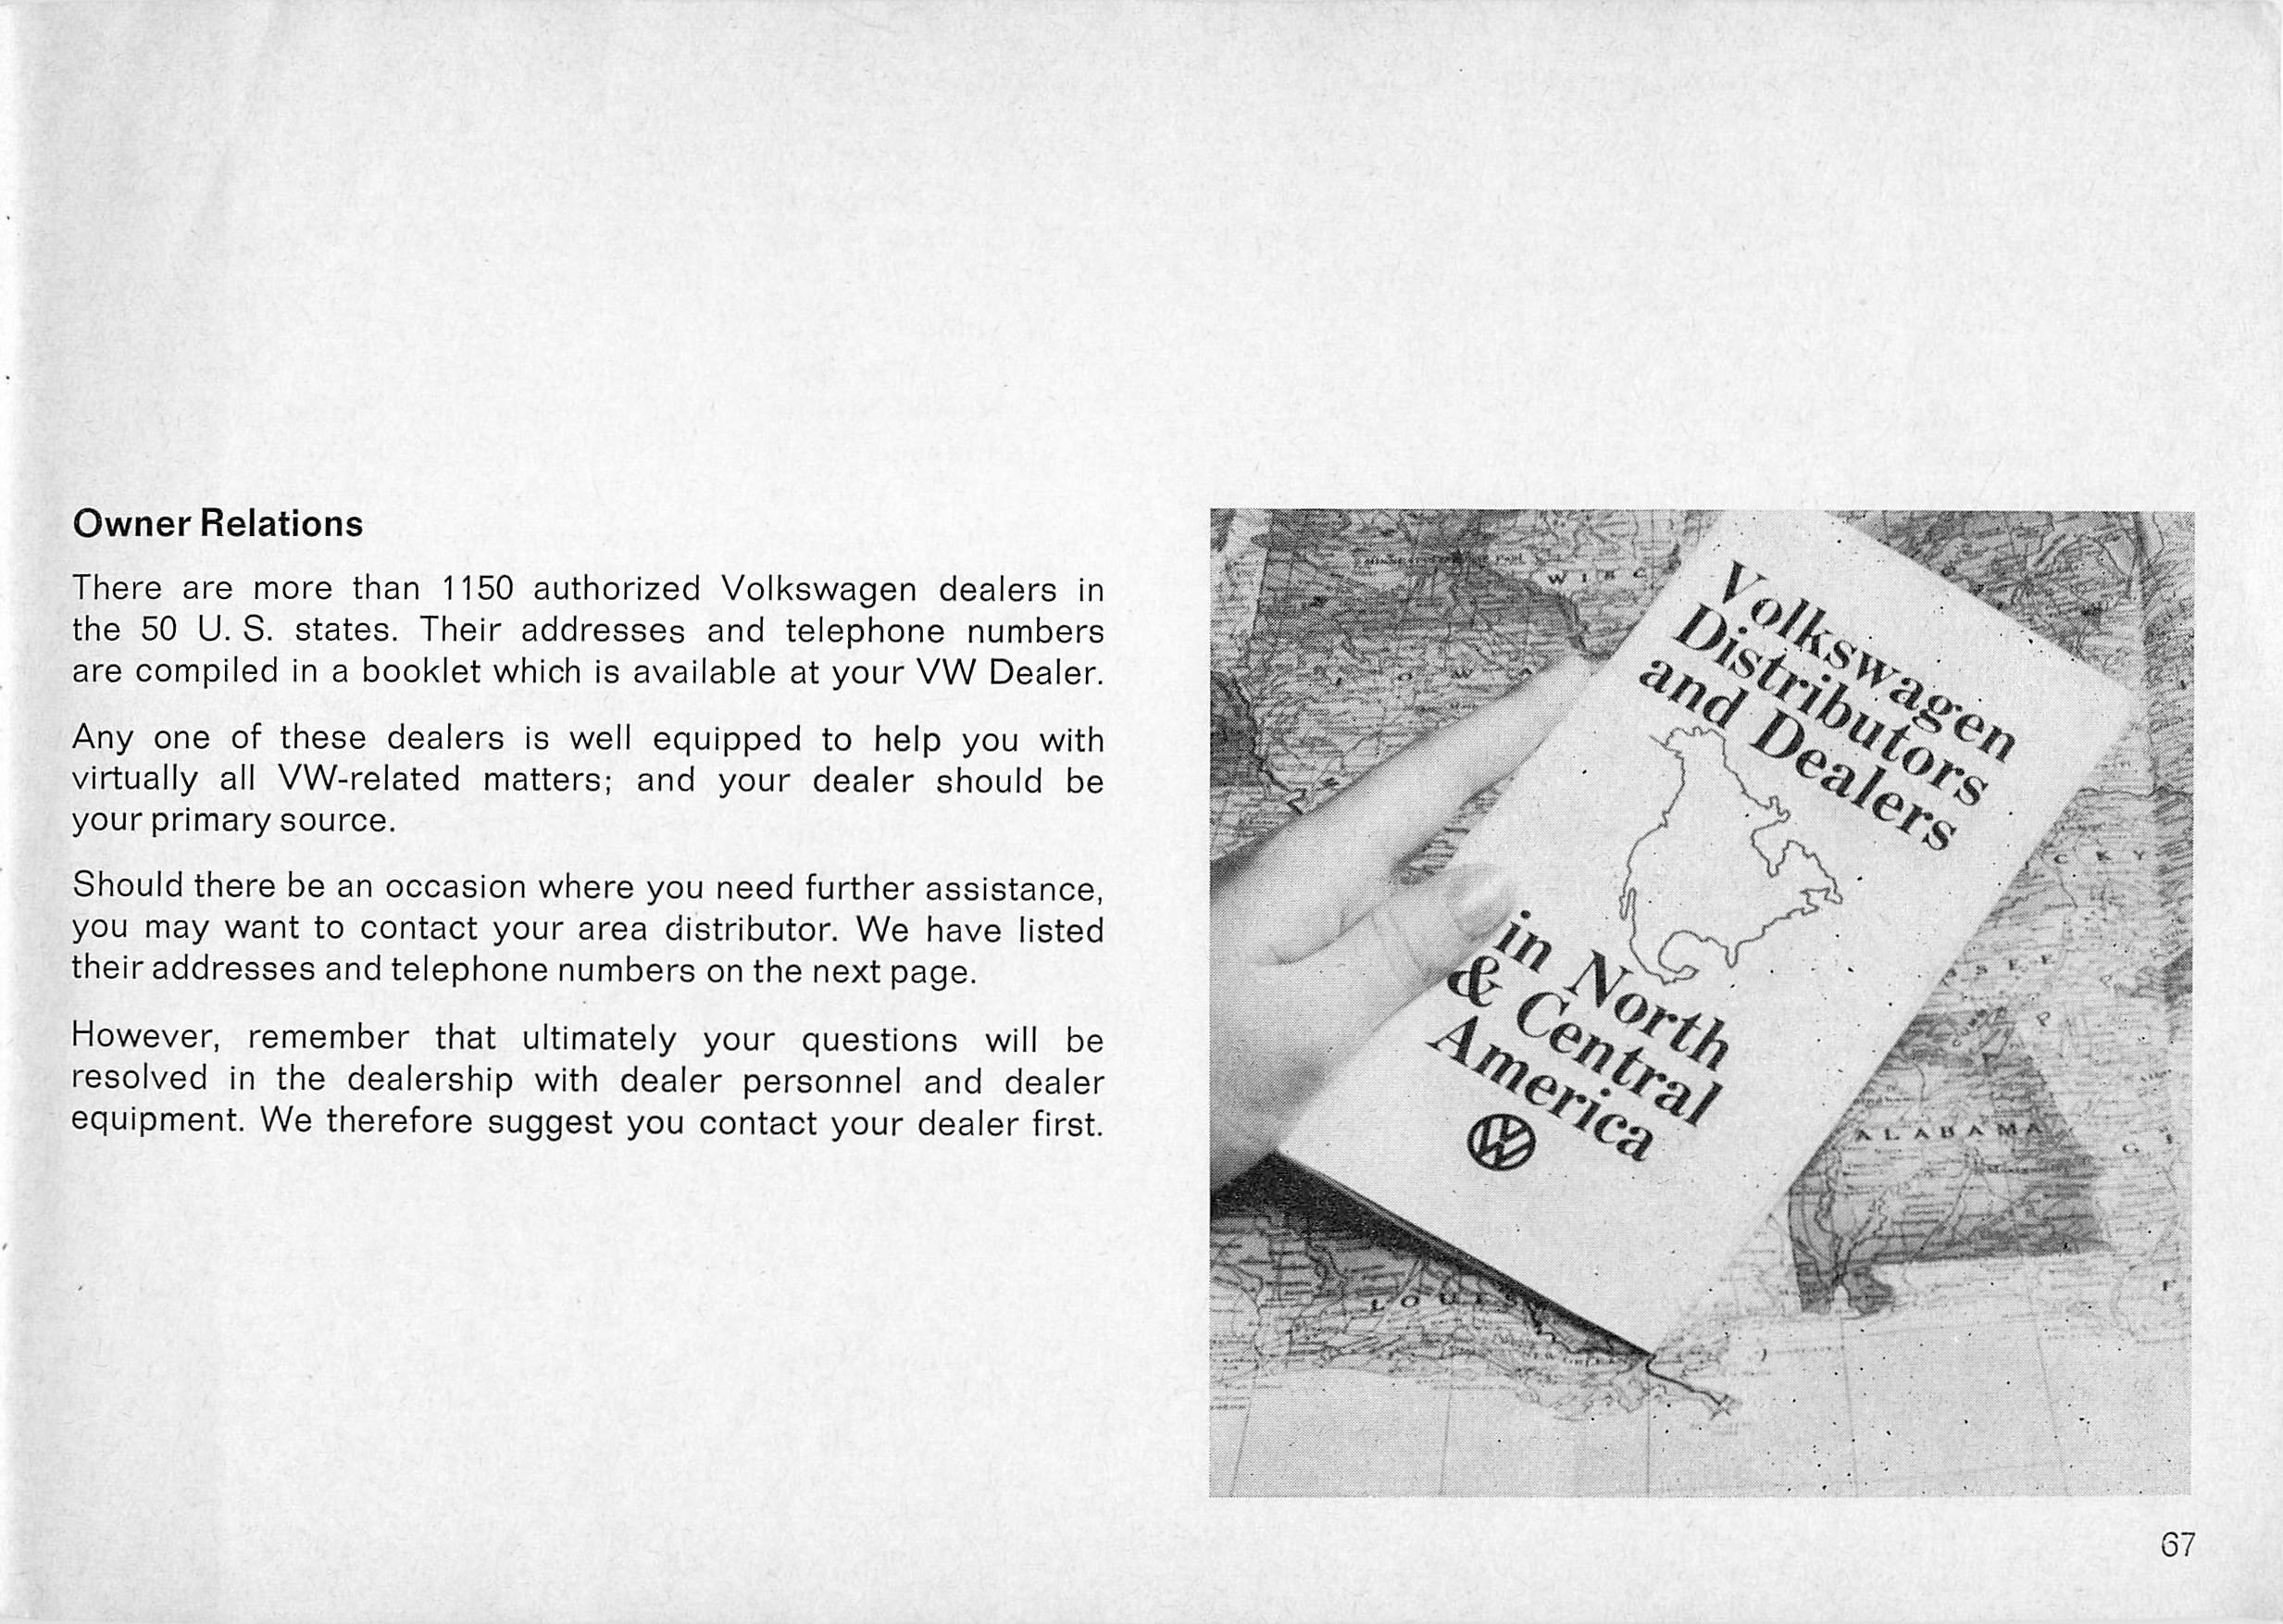 Owner Relations
There are more than 1150 authorized Volkswagen dealers in
the 50 U. S. states. Their addresses and telephone numbers
are compiled in a booklet which is available at your VW Dealer.
Any one of these dealers is well equipped to help you with
virtually all VW-related matters; and your dealer should be
your primary source.
Should there be an occasion where you need further assistance,
you may want to contact your area distributor. We have listed
their addresses and telephone numbers on the next page.
However, remember that ultimately your questions will be
resolved in the dealership with dealer personnel and dealer
equipment. We therefore suggest you contact your dealer first.
Volkswagen
Distributors
and Dealers
in North
& Central
America
VW
ALABAMA
67